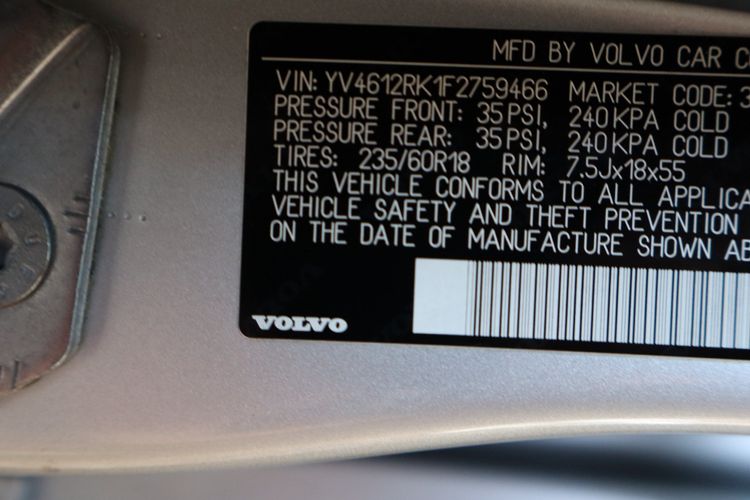 MFD BY VOLVO CAR C
VIN: YV4612RK1F2759466 MARKET CODE: 3
PRESSURE FRONT: 35 PSI, 240 KPA COLD
PRESSURE REAR: 35 PSI, 240 KPA COLD
TIRES: 235/60R18 RIM: 7.5Jx18x55
THIS VEHICLE CONFORMS TO ALL APPLICA
VEHICLE SAFETY AND THEFT PREVENTION
ON THE DATE OF MANUFACTURE SHOWN AB
VOLVO